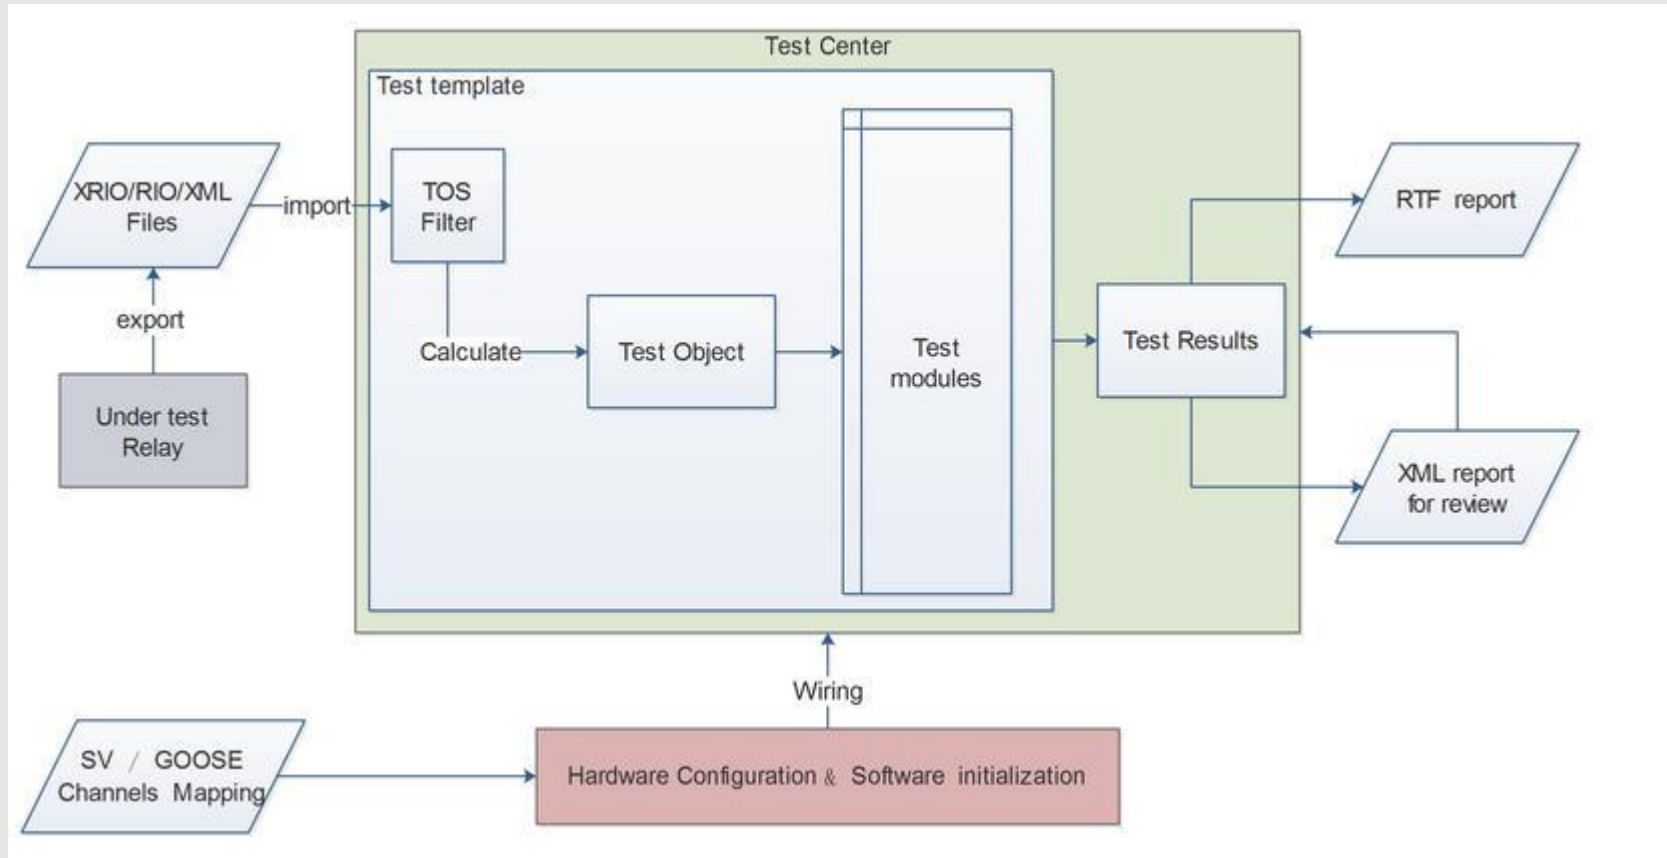 Test Center
Test template
XRIO/RIO/XML
Files
import
TOS
Filter
export
Under test
Relay
Calculate
Test Object
Test
modules
Test Results
RTF report
XML report
for review
Wiring
SV / GOOSE
Channels Mapping
Hardware Configuration & Software initialization